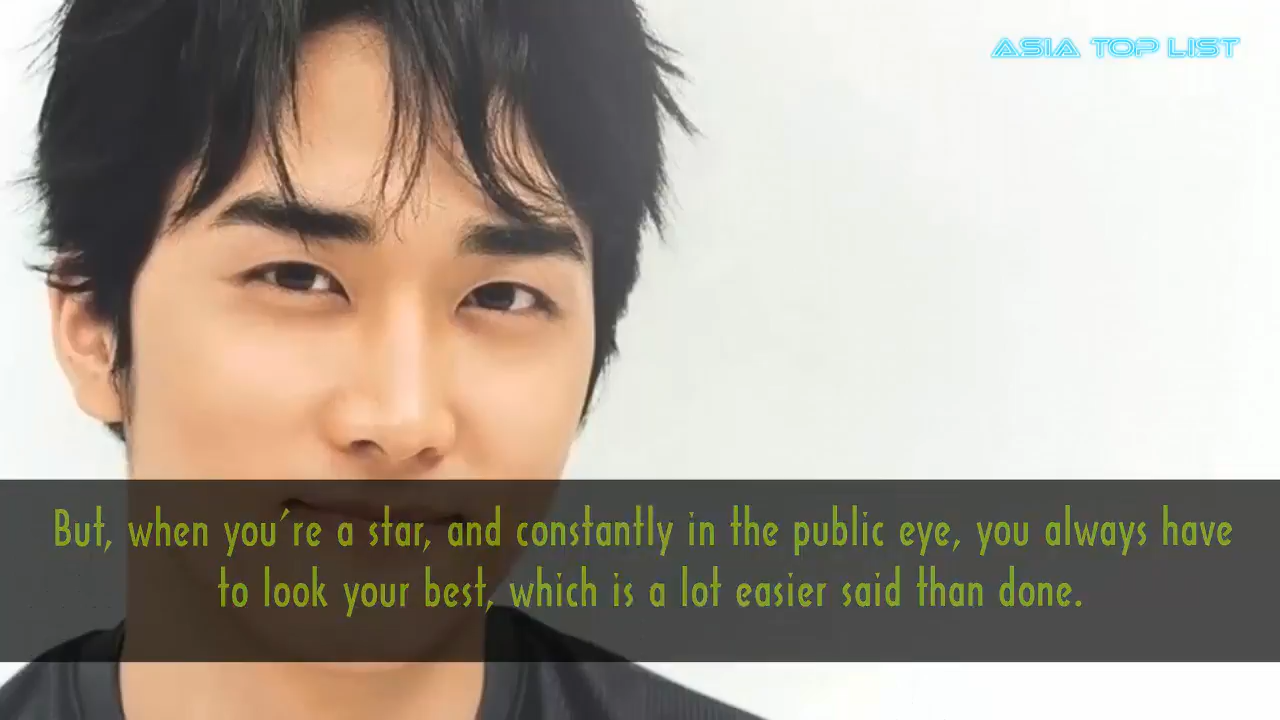 ASIA TOP LIST
But, when you´re a star, and constantly in the public eye, you always have
to look your best, which is a lot easier said than done.